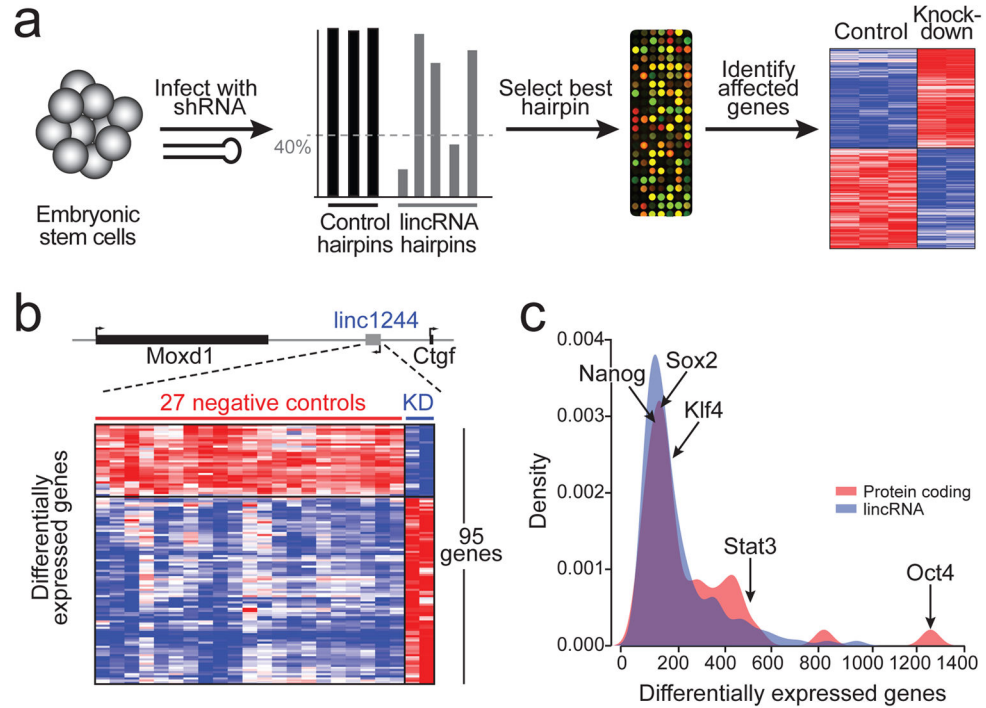 a
Infect with
shRNA
Embryonic
stem cells
40%
Control
hairpins
lincRNA
hairpins
Select best
hairpin
Identify
affected
genes
Control
Knock-
down
b
linc1244
Moxd1
Ctgf
27 negative controls
KD
Differentially
expressed genes
95
genes
c
Density
0.004
0.003
0.002
0.001
0.000
Nanog
Sox2
Klf4
Stat3
Oct4
Protein coding
lincRNA
0
200
400
600
800
1000
1200
1400
Differentially expressed genes